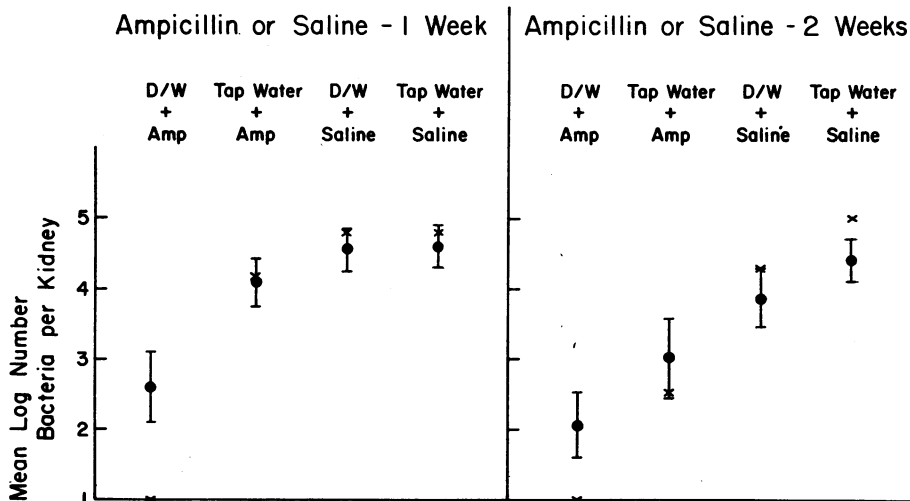 Ampicillin or Saline - 1 Week
Ampicillin or Saline - 2 Weeks
D/W + Amp
Tap Water + Amp
D/W + Saline
Tap Water + Saline
D/W + Amp
Tap Water + Amp
D/W + Saline
Tap Water + Saline
Mean Log Number
Bacteria per Kidney
5
4
3
2
1